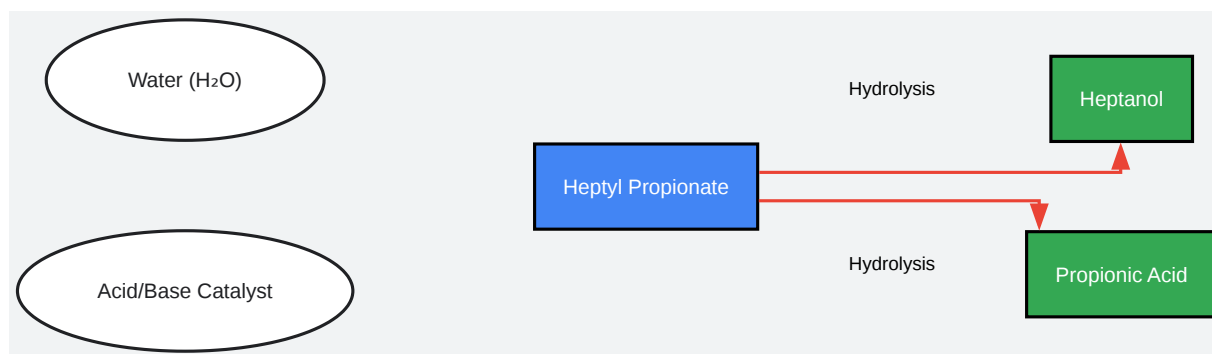 Water (H₂O)
Hydrolysis
Heptanol
Heptyl Propionate
Acid/Base Catalyst
Hydrolysis
Propionic Acid